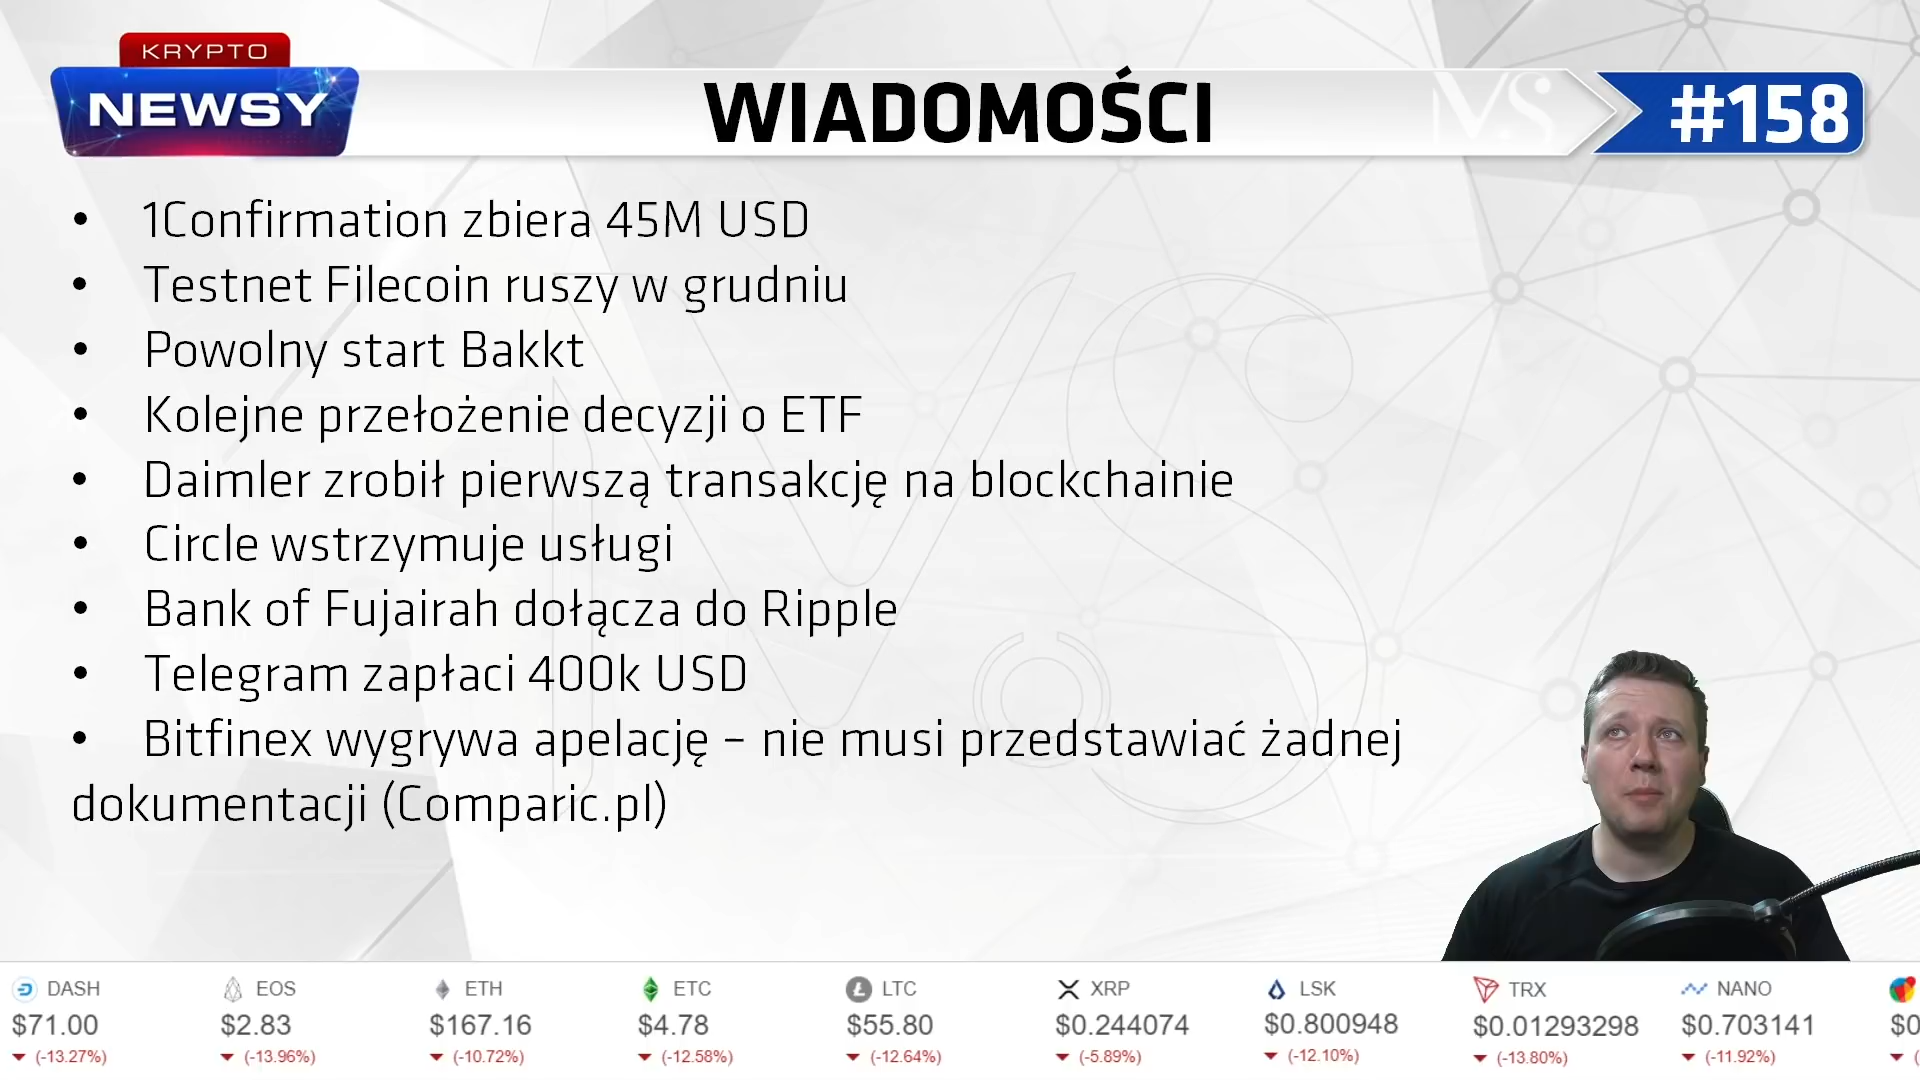 KRYPTO
NEWSY
WIADOMOŚCI
#158
• 1Confirmation zbiera 45M USD
• Testnet Filecoin ruszy w grudniu
• Powolny start Bakkt
• Kolejne przełożenie decyzji o ETF
• Daimler zrobił pierwszą transakcję na blockchainie
• Circle wstrzymuje usługi
• Bank of Fujairah dołącza do Ripple
• Telegram zapłaci 400k USD
• Bitfinex wygrywa apelację – nie musi przedstawiać żadnej
dokumentacji (Comparic.pl)
DASH EOS ETH ETC LTC XRP LSK TRX NANO
$71.00 $2.83 $167.16 $4.78 $55.80 $0.244074 $0.800948 $0.01293298 $0.703141 $0
(-13.27%) (-13.96%) (-10.72%) (-12.58%) (-12.64%) (-5.89%) (-12.10%) (-13.80%) (-11.92%) (